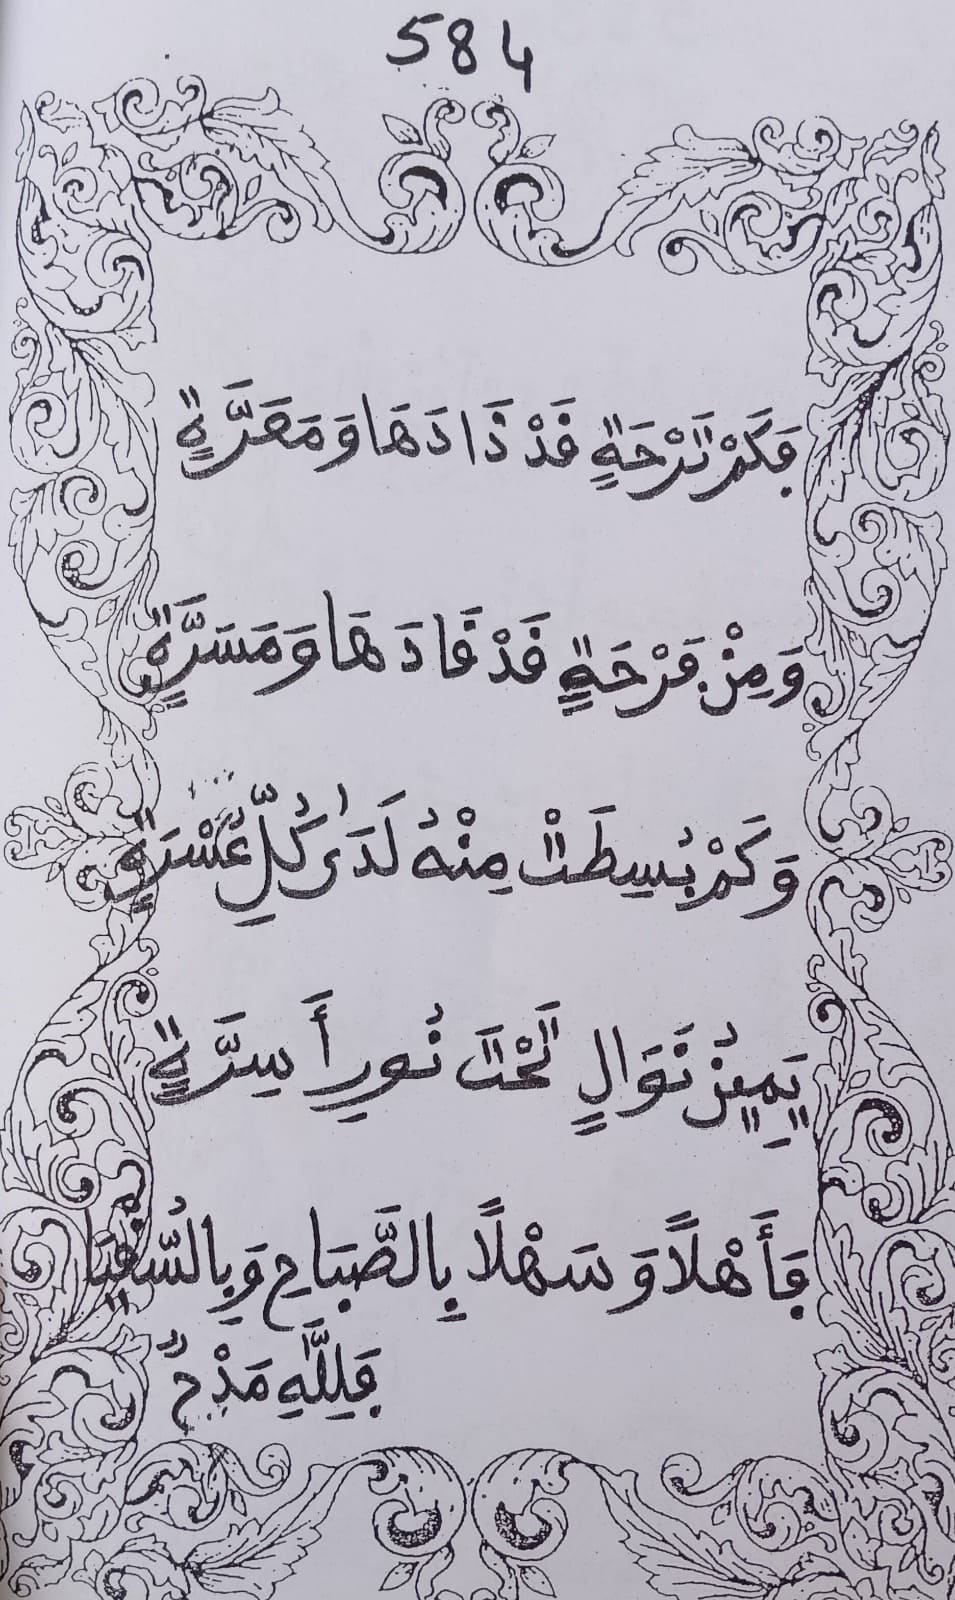 584
فَكَمْ تَرْحَةٍ قَدْ ذَادَهَا وَمَعَرَّةٍ
وَمِنْ فَرْحَةٍ قَدْ قَادَهَا وَمَسَرَّةٍ
وَكَمْ بُسِطَتْ مِنْهُ لَدَىٰ كُلِّ عُسْرَةٍ
يَمِينُ نَوَالٍ تَحْتَ نُورِ أَسِرَّةٍ
فَأَهْلاً وَسَهْلاً بِالصَّبَاحِ وَبِالسُّقْيَا
فَلِلَّهِ مَدْحٌ